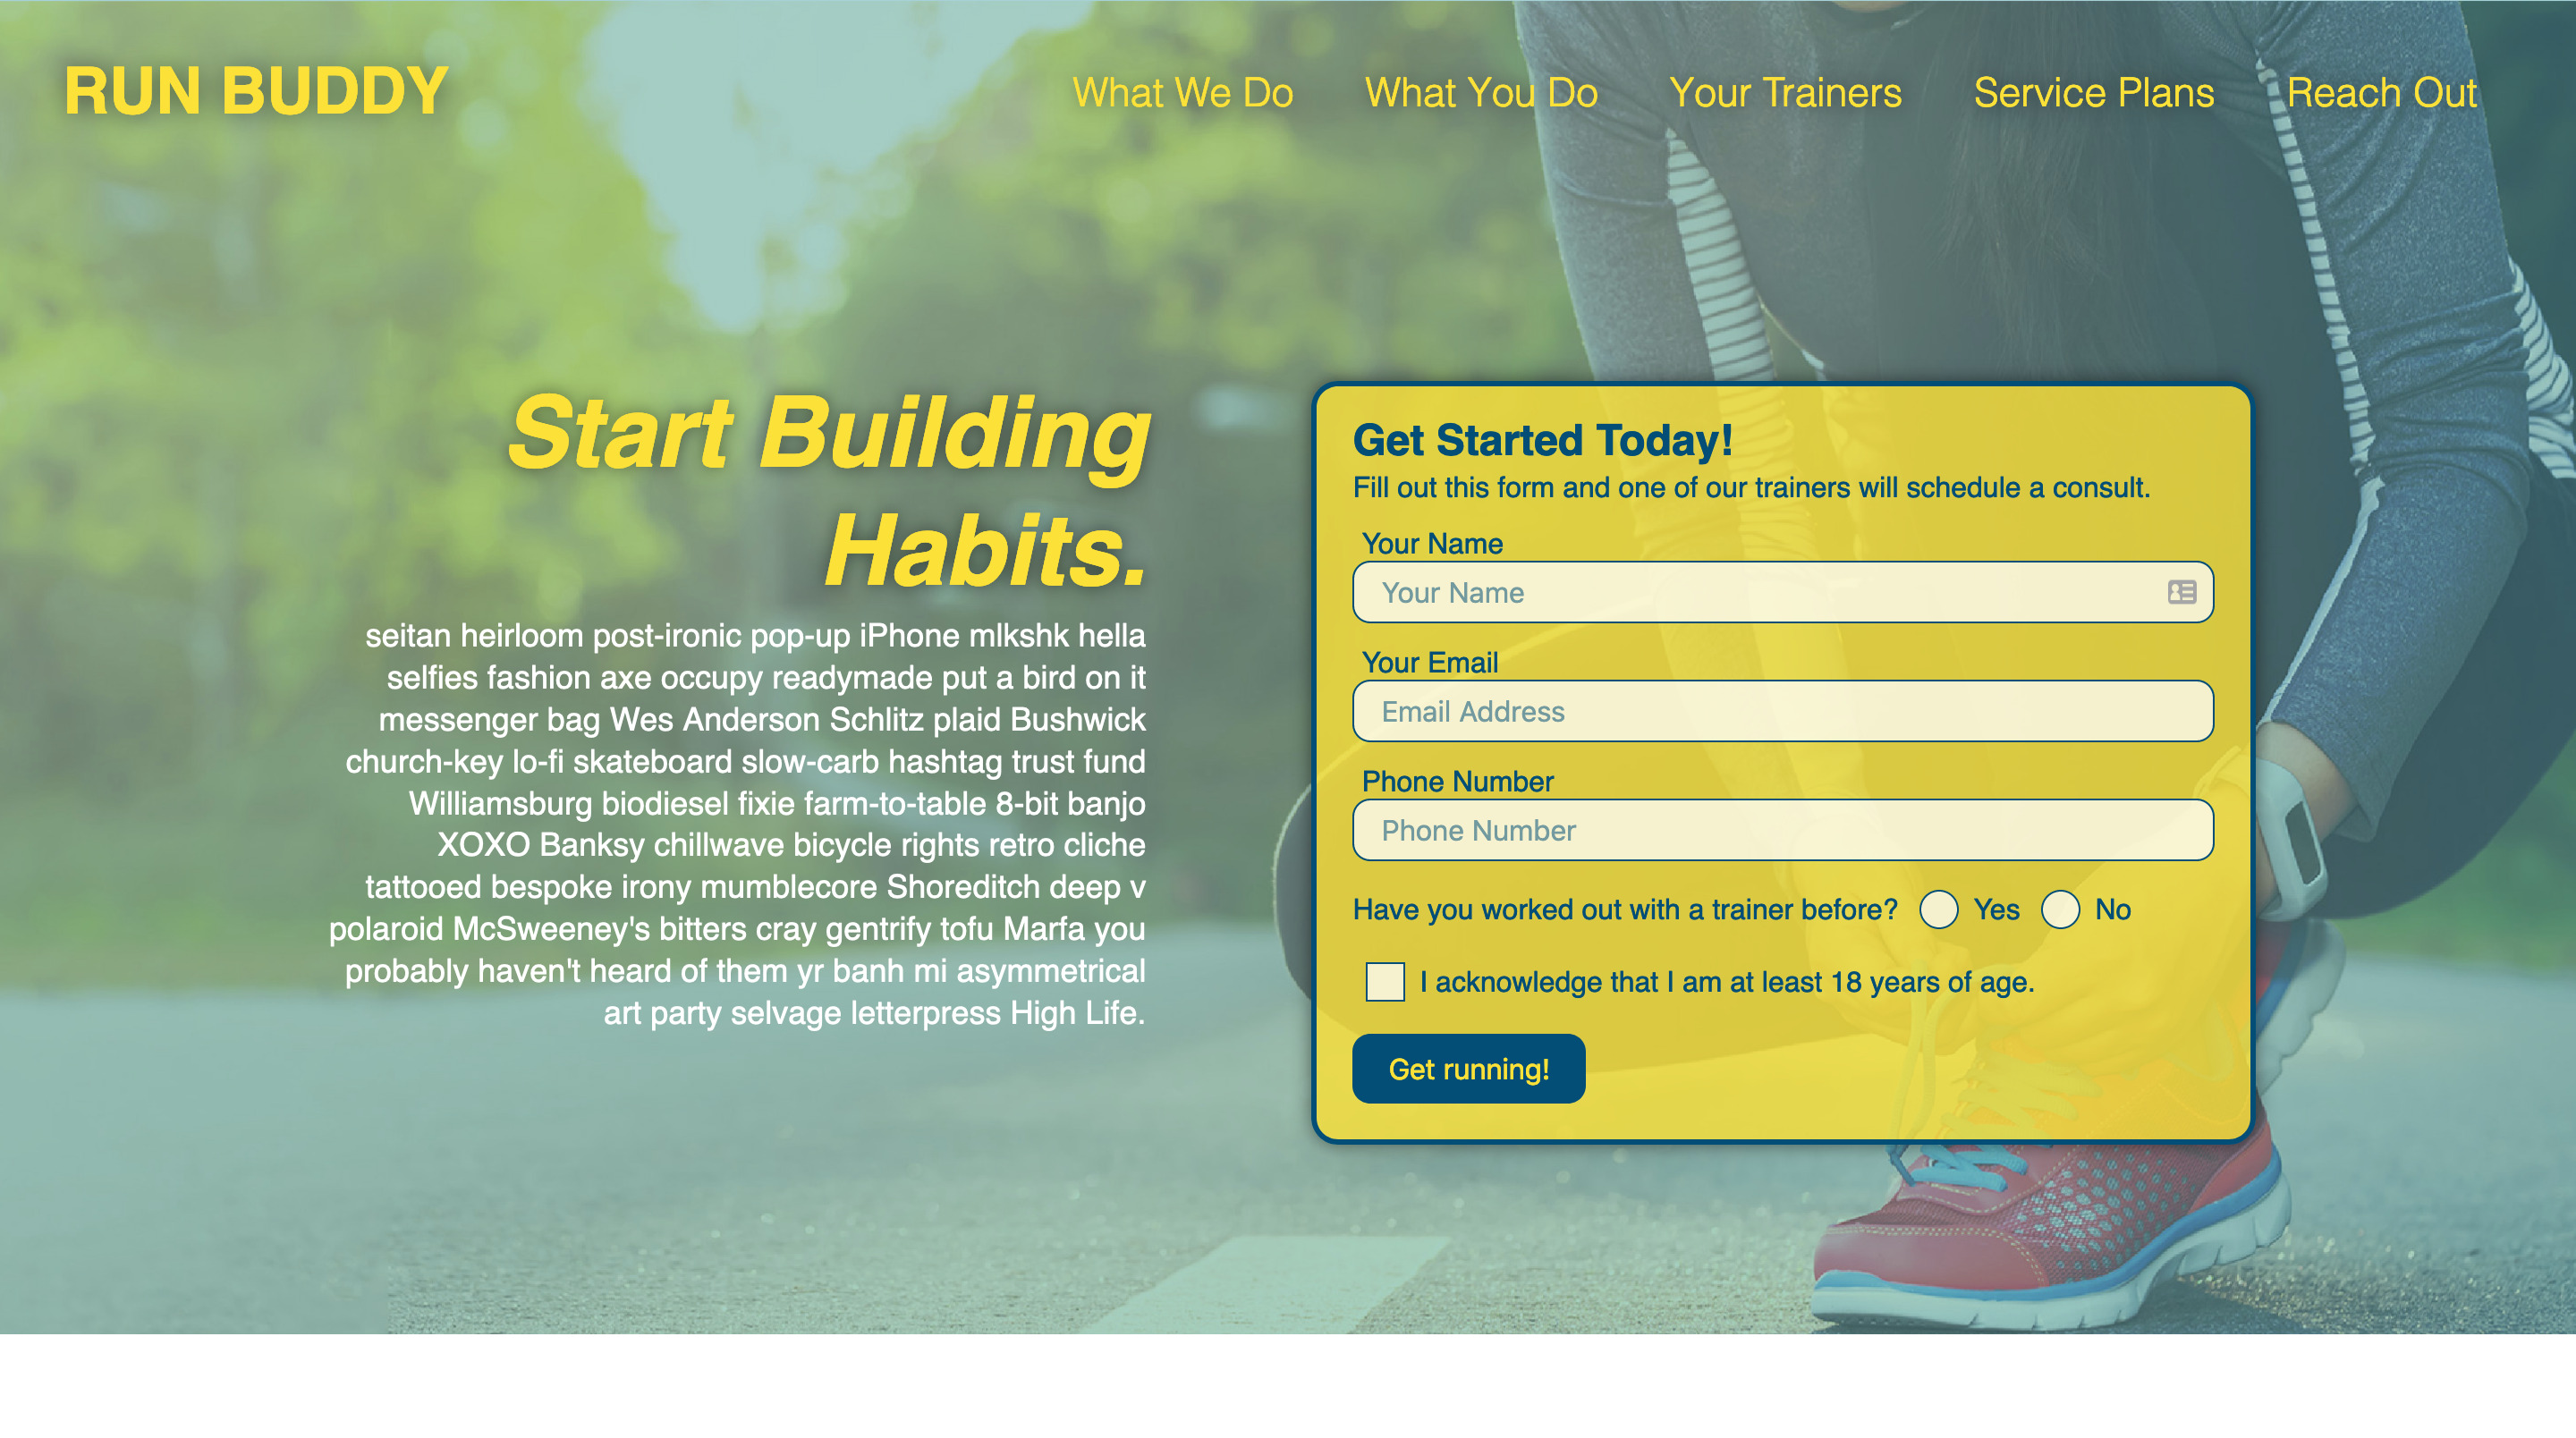 RUN BUDDY
What We Do
What You Do
Your Trainers
Service Plans
Reach Out
Start Building
Habits.
seitan heirloom post-ironic pop-up iPhone mlkshk hella
selfies fashion axe occupy readymade put a bird on it
messenger bag Wes Anderson Schlitz plaid Bushwick
church-key lo-fi skateboard slow-carb hashtag trust fund
Williamsburg biodiesel fixie farm-to-table 8-bit banjo
XOXO Banksy chillwave bicycle rights retro cliche
tattooed bespoke irony mumblecore Shoreditch deep v
polaroid McSweeney's bitters cray gentrify tofu Marfa you
probably haven't heard of them yr banh mi asymmetrical
art party selvage letterpress High Life.
Get Started Today!
Fill out this form and one of our trainers will schedule a consult.
Your Name
Your Name
Your Email
Email Address
Phone Number
Phone Number
Have you worked out with a trainer before? Yes No
I acknowledge that I am at least 18 years of age.
Get running!